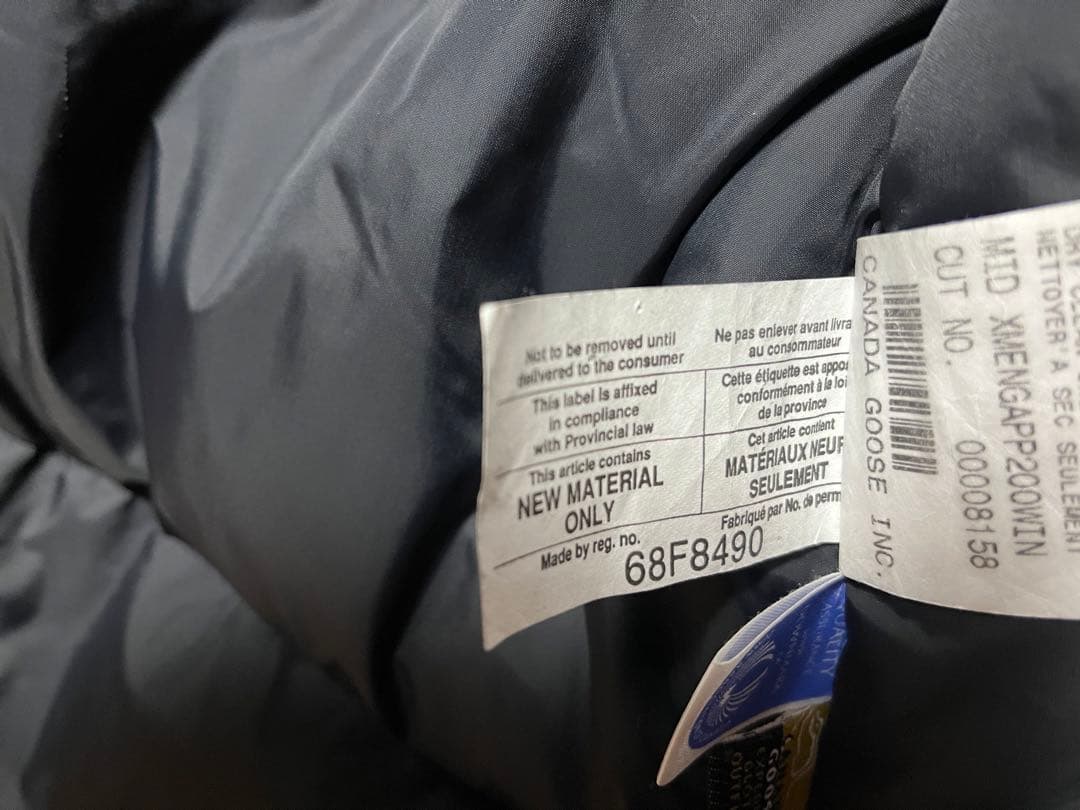 Not to be removed until
delivered to the consumer
This label is affixed
in compliance
with Provincial law
This article contains
NEW MATERIAL
ONLY
Made by reg. no.
Ne pas enlever avant livra
au consommateur
Cette étiquette est appo
conformément à la loi
de la province
Cet article contient
MATÉRIAUX NEUF
SEULEMENT
Fabriqué par No. de perm
68F8490
NETTOYER A SEC SEULEMENT
MID XMENGAPP200WIN
CUT NO. 00008158
CANADA GOOSE INC.
QUALITY